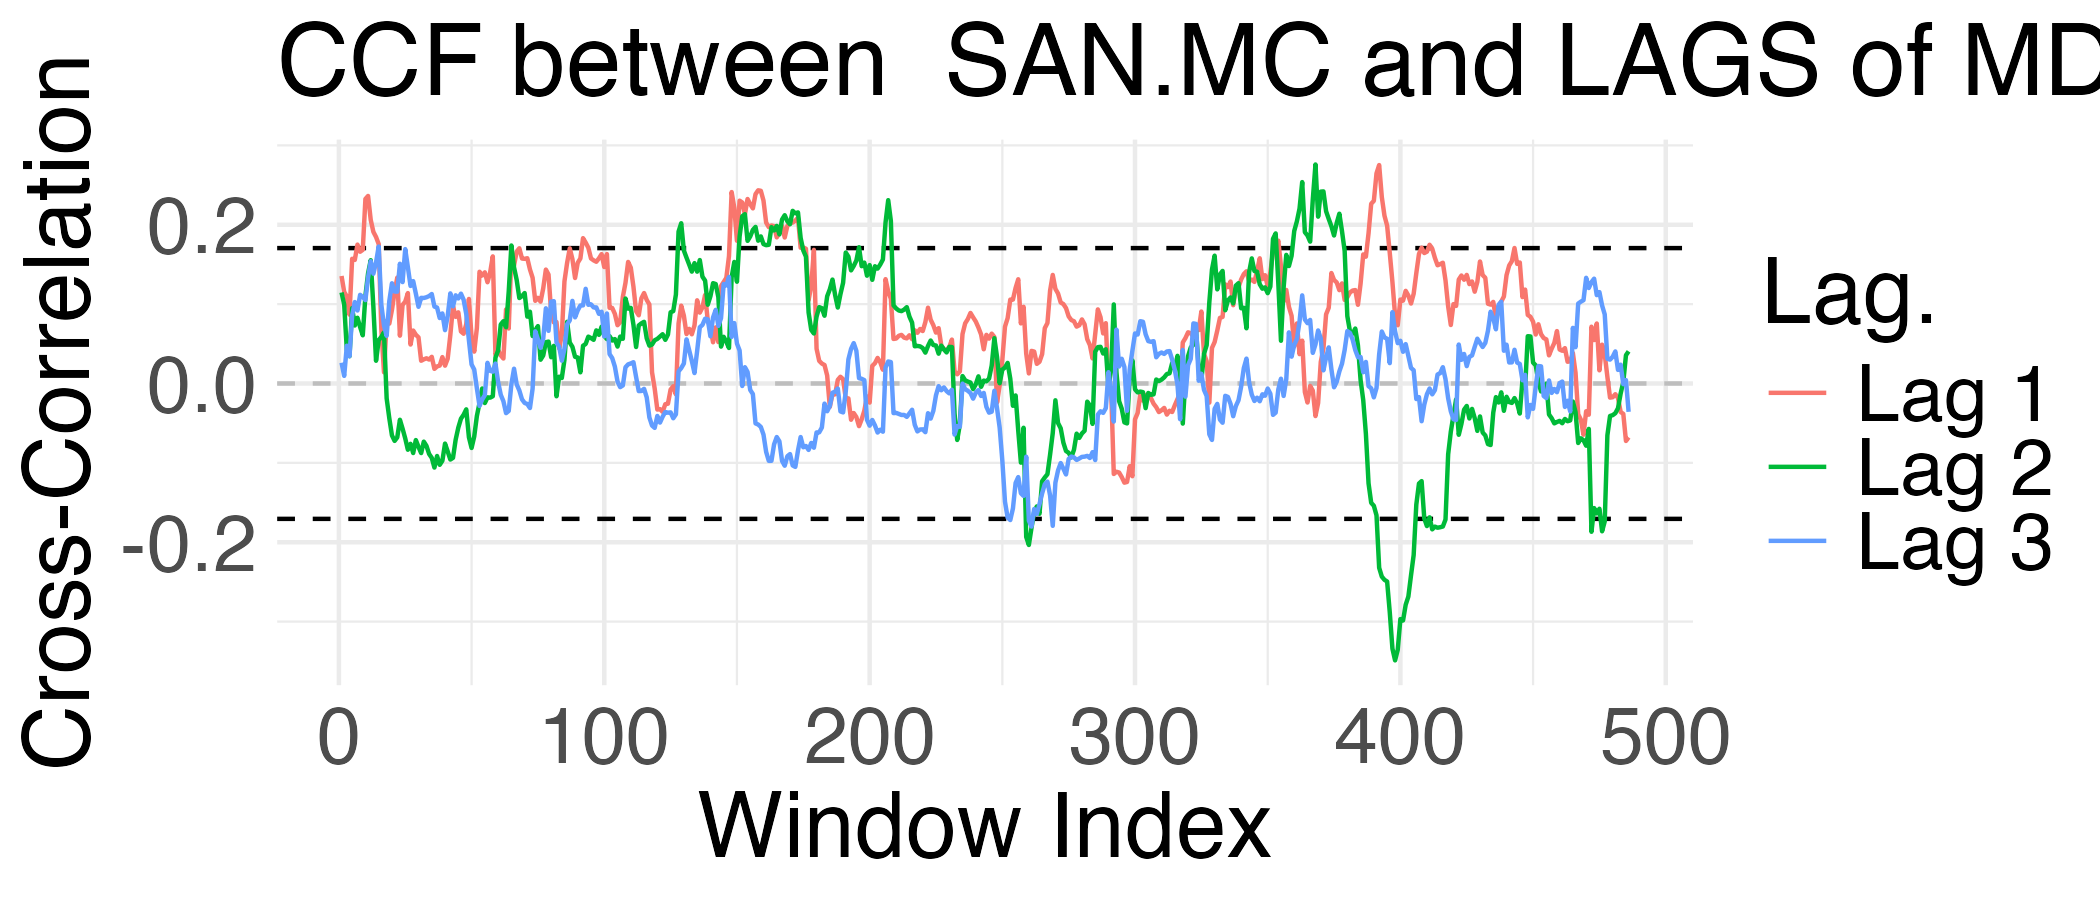 CCF between  SAN.MC and LAGS of MD
Cross-Correlation
0.2
0.0
-0.2
0 100 200 300 400 500
Window Index
Lag.
Lag 1
Lag 2
Lag 3